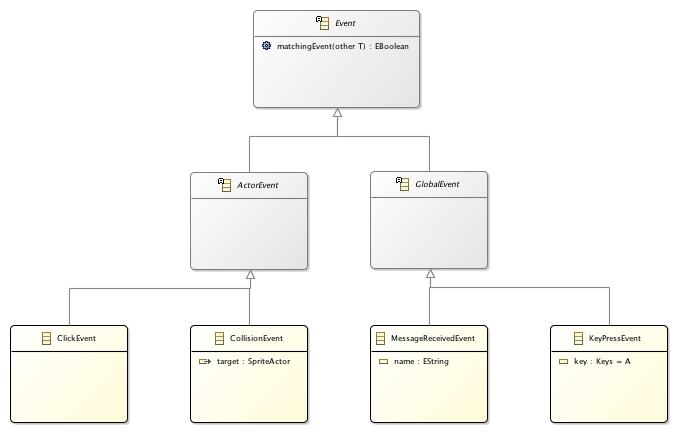 Event
matchingEvent(other T) : EBoolean
ActorEvent
GlobalEvent
ClickEvent
CollisionEvent
target : SpriteActor
MessageReceivedEvent
name : EString
KeyPressEvent
key : Keys = A